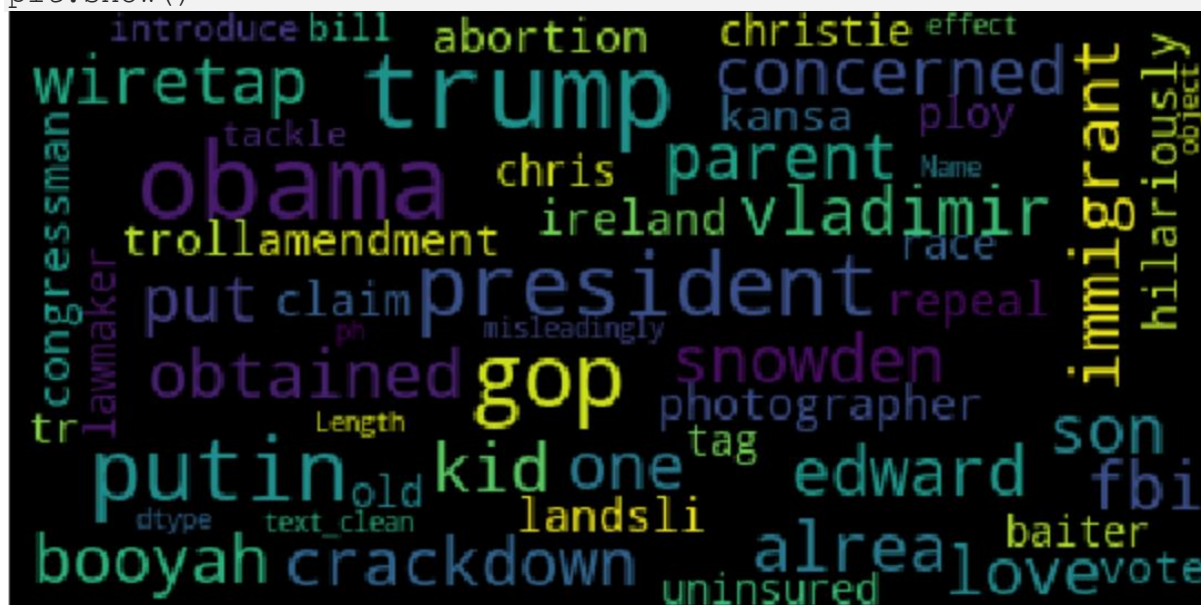 plt.show()
introduce bill abortion christie effect
wiretap trump concerned
kansa ploy
tackle
obama chris parent Name
ireland vladimir
trollamendment race
put claim president repeal
ph misleadingly
obtained gop snowden
photographer
tr Length tag
putin old kid one edward son
fbi
dtype text_clean landsli baiter
booyah crackdown alrea love vote
uninsured
congressman
lawmaker
immigrant
hilariously
object